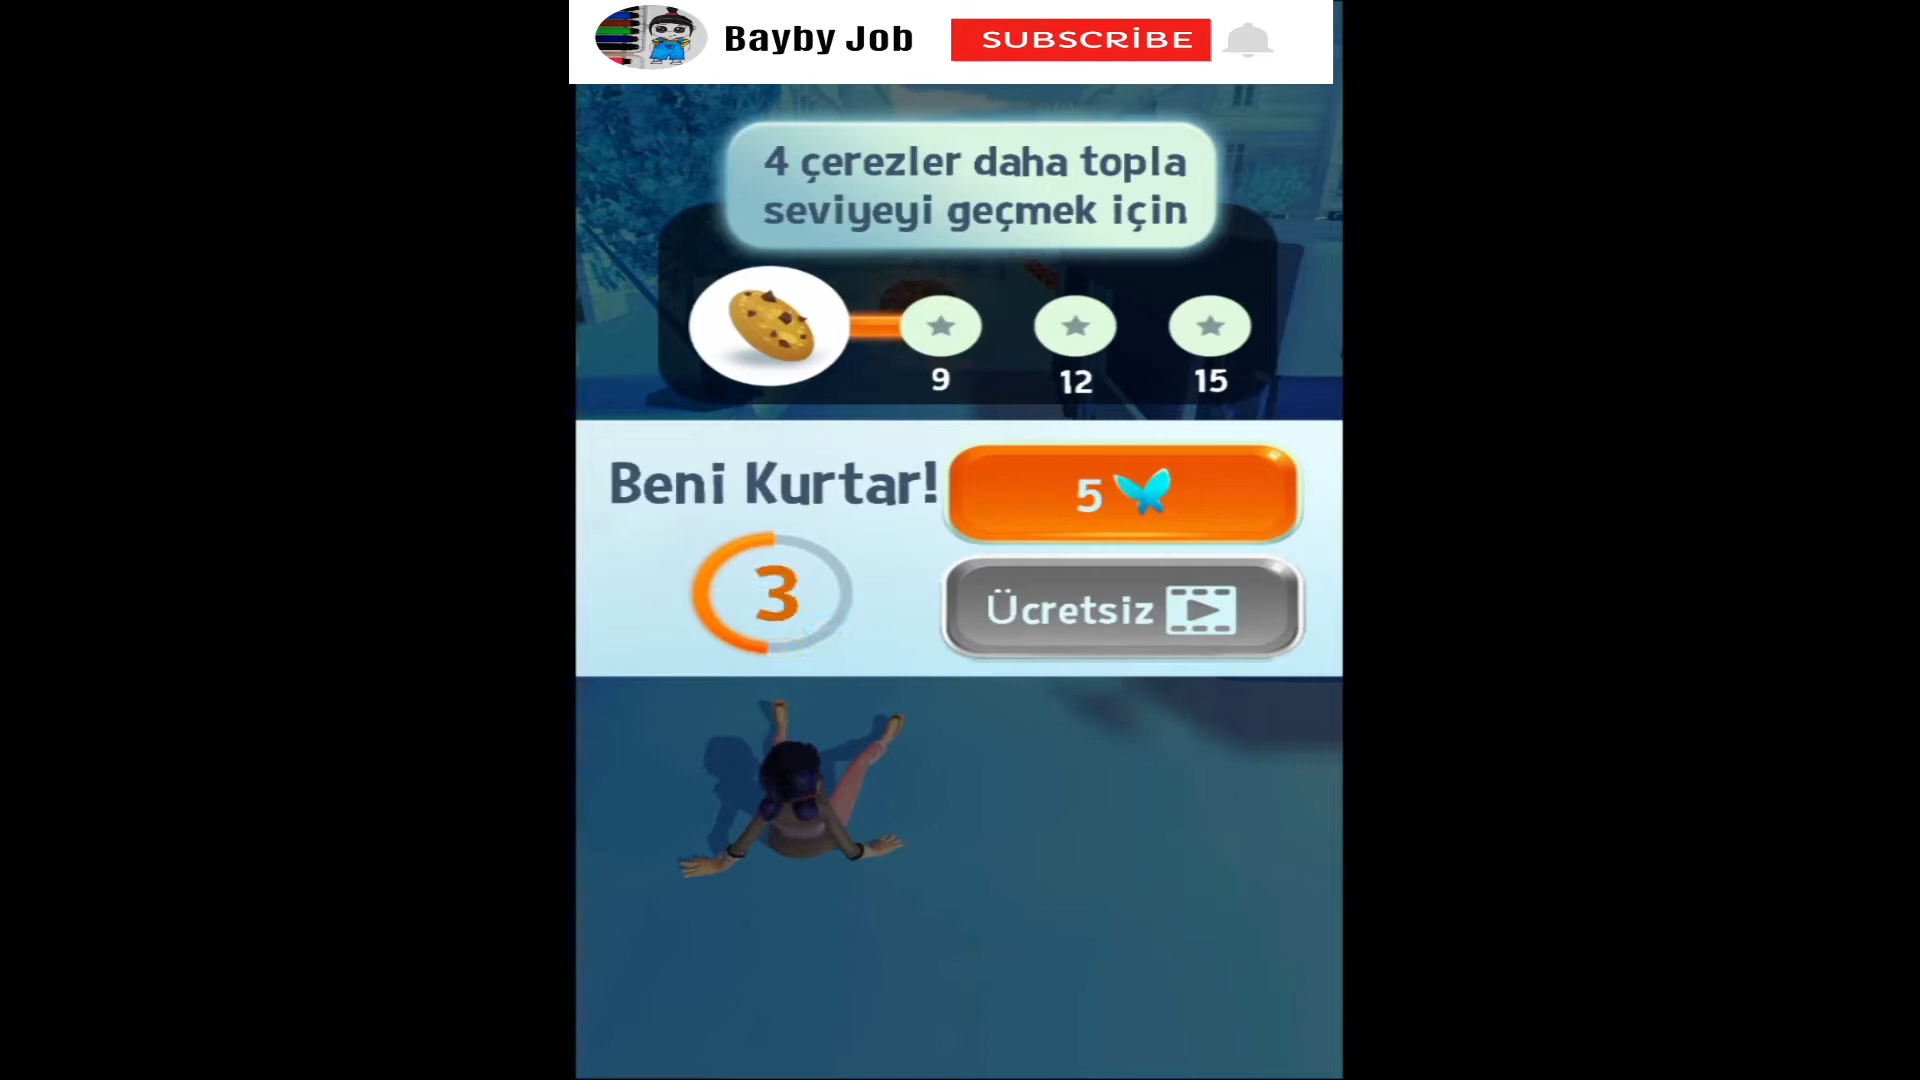 Bayby Job
SUBSCRİBE
4 çerezler daha topla
seviyeyi geçmek için
9 12 15
Beni Kurtar!
5
3
Ücretsiz